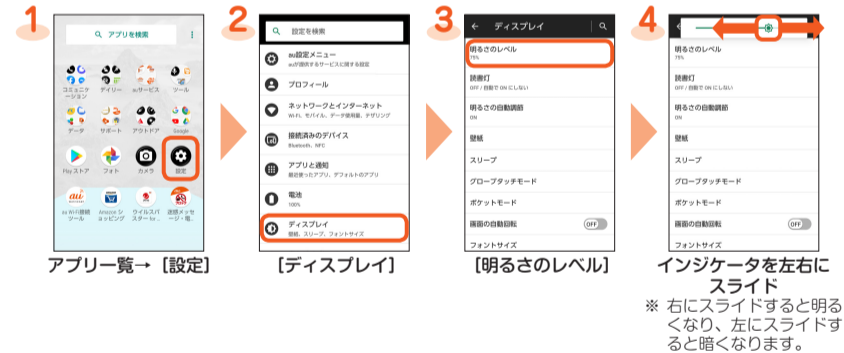 1
アプリを検索
コミュニケ
ーション
デイリー
auサービス
ツール
データ
サポート
アウトドア
Google
Play ストア
フォト
カメラ
設定
au
au Wi-Fi接続
ツール
Amazon シ
ョッピング
ウイルスバ
スター for...
迷惑メッセ
ージ・電...
アプリ一覧→［設定］
2
設定を検索
au設定メニュー
auが提供するサービスに関する設定
プロフィール
ネットワークとインターネット
Wi-Fi、モバイル、データ使用量、テザリング
接続済みのデバイス
Bluetooth、NFC
アプリと通知
最近使ったアプリ、デフォルトのアプリ
電池
100%
ディスプレイ
壁紙、スリープ、フォントサイズ
［ディスプレイ］
3
ディスプレイ
明るさのレベル
75%
読書灯
OFF / 自動で ON にしない
明るさの自動調節
ON
壁紙
スリープ
グローブタッチモード
ポケットモード
画面の自動回転
OFF
フォントサイズ
［明るさのレベル］
4
明るさのレベル
75%
読書灯
OFF / 自動で ON にしない
明るさの自動調節
ON
壁紙
スリープ
グローブタッチモード
ポケットモード
画面の自動回転
OFF
フォントサイズ
インジケータを左右に
スライド
※ 右にスライドすると明る
くなり、左にスライドす
ると暗くなります。